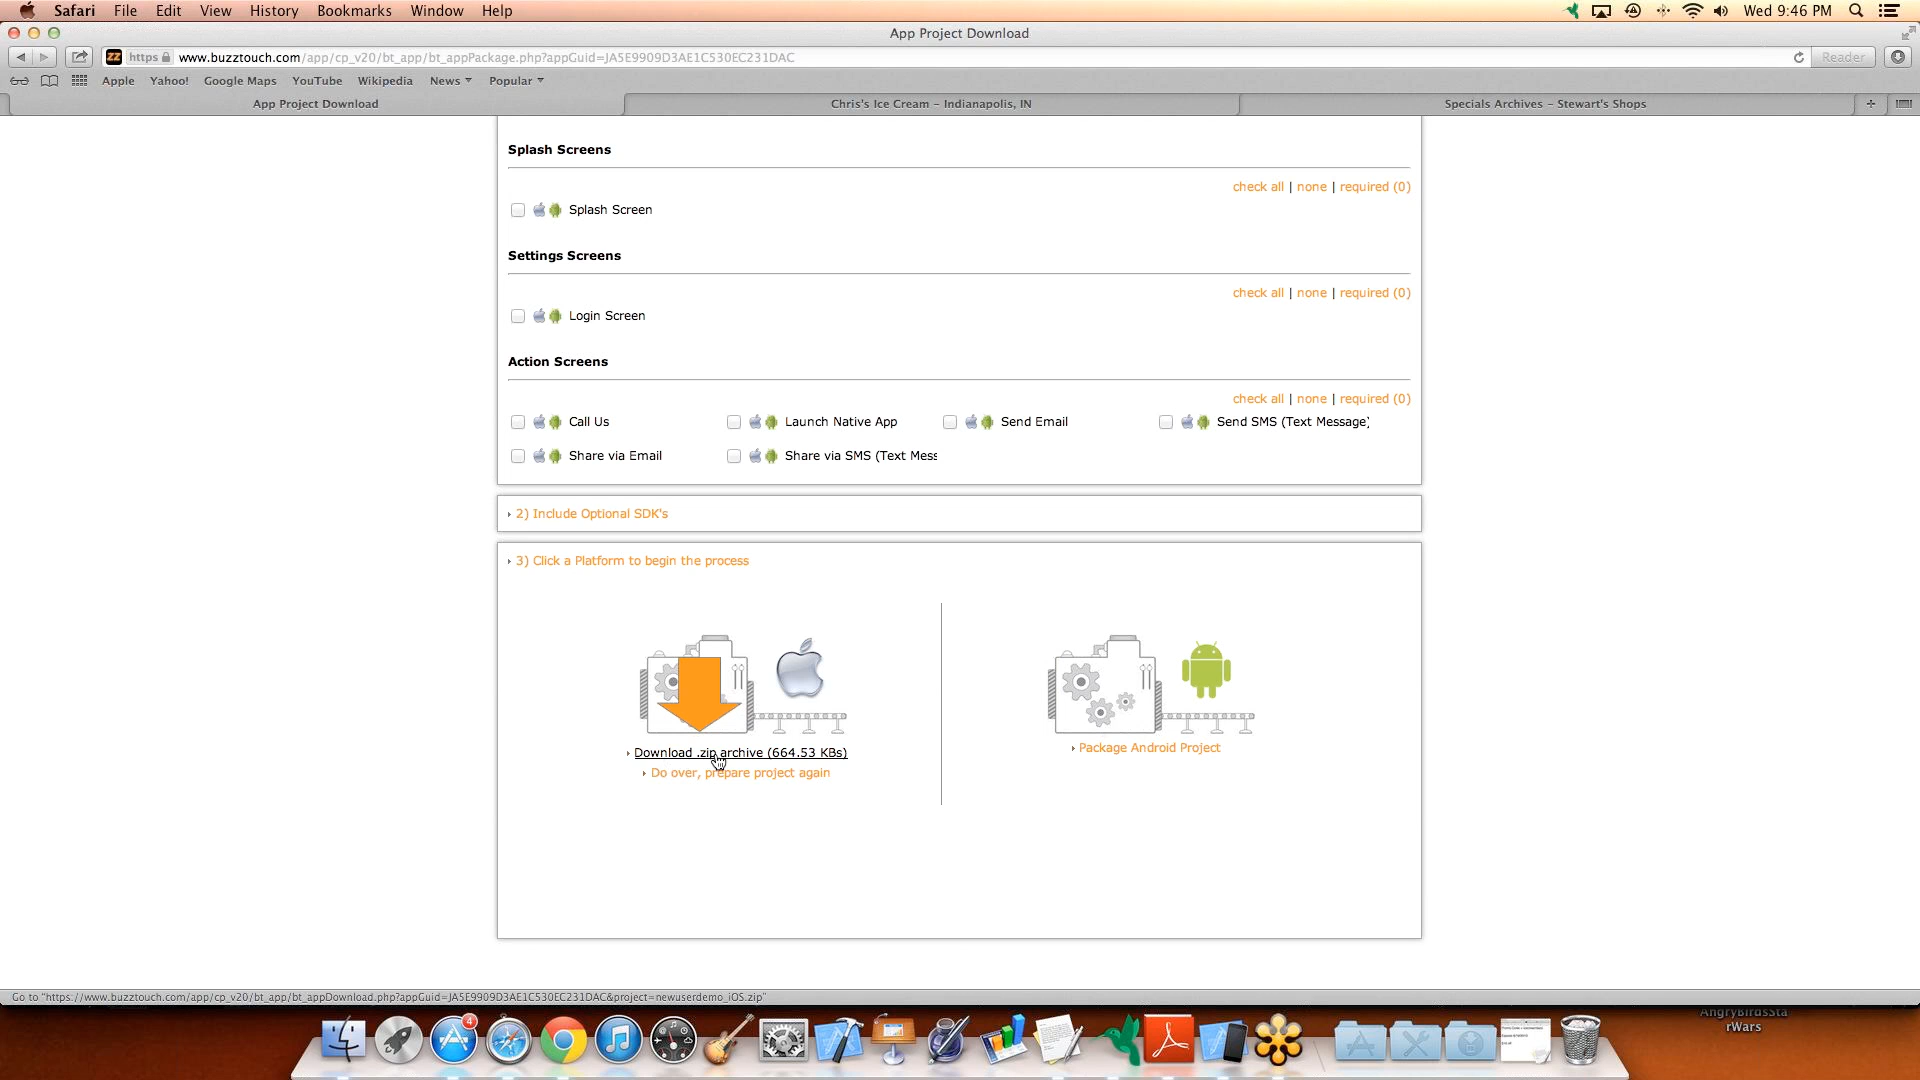 Safari File Edit View History Bookmarks Window Help Wed 9:46 PM
App Project Download
https www.buzztouch.com/app/cp_v20/bt_app/bt_appPackage.php?appGuid=JA5E9909D3AE1C530EC231DAC Reader
Apple Yahoo! Google Maps YouTube Wikipedia News Popular
App Project Download Chris's Ice Cream – Indianapolis, IN Specials Archives – Stewart's Shops
Splash Screens
check all | none | required (0)
Splash Screen
Settings Screens
check all | none | required (0)
Login Screen
Action Screens
check all | none | required (0)
Call Us Launch Native App Send Email Send SMS (Text Message)
Share via Email Share via SMS (Text Mess
2) Include Optional SDK's
3) Click a Platform to begin the process
Download .zip archive (664.53 KBs) Package Android Project
Do over, prepare project again
Go to "https://www.buzztouch.com/app/cp_v20/bt_app/bt_appDownload.php?appGuid=JA5E9909D3AE1C530EC231DAC&project=newuserdemo_iOS.zip"
4
AngryBirdsSta
rWars